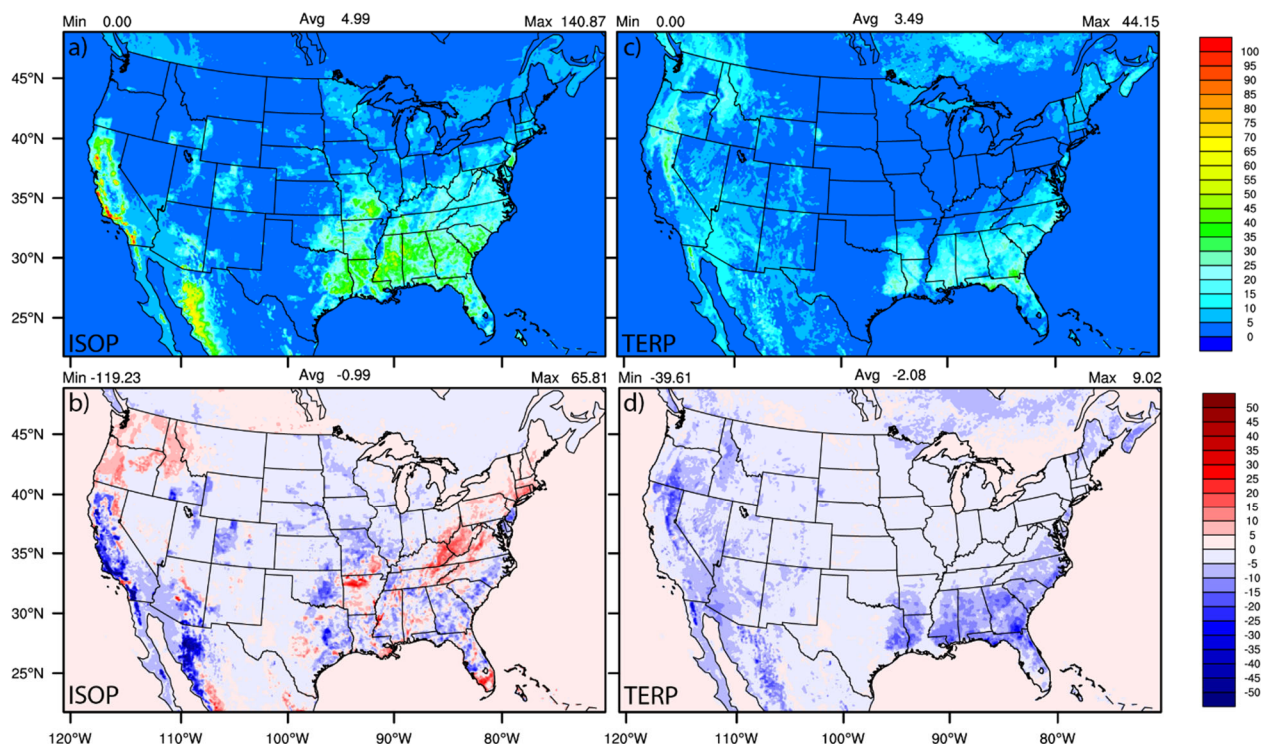 Min 0.00 Avg 4.99 Max 140.87
Min 0.00 Avg 3.49 Max 44.15
a)
c)
45°N
40°N
35°N
30°N
25°N
ISOP
TERP
100
95
90
85
80
75
70
65
60
55
50
45
40
35
30
25
20
15
10
5
0
Min -119.23 Avg -0.99 Max 65.81
Min -39.61 Avg -2.08 Max 9.02
b)
d)
45°N
40°N
35°N
30°N
25°N
ISOP
TERP
50
45
40
35
30
25
20
15
10
5
0
-5
-10
-15
-20
-25
-30
-35
-40
-45
-50
120°W 110°W 100°W 90°W 80°W
120°W 110°W 100°W 90°W 80°W